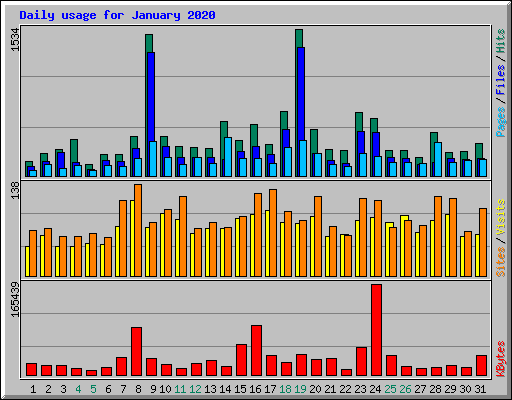 Daily usage for January 2020
1534
Pages / Files / Hits
138
Sites / Visits
165439
KBytes
1 2 3 4 5 6 7 8 9 10 11 12 13 14 15 16 17 18 19 20 21 22 23 24 25 26 27 28 29 30 31